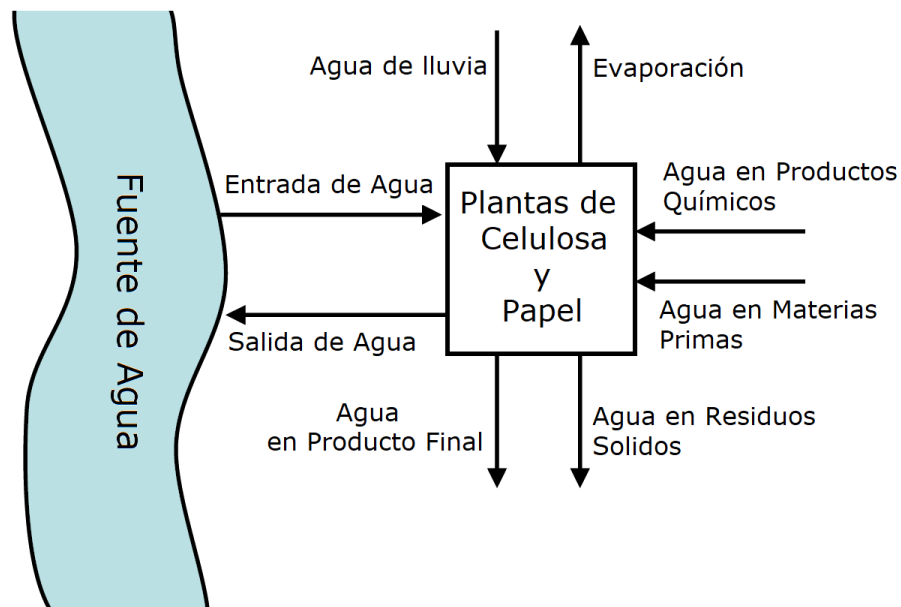 Agua de lluvia
Evaporación
Entrada de Agua
Agua en Productos
Químicos
Plantas de
Celulosa
y
Papel
Fuente de Agua
Salida de Agua
Agua en Materias
Primas
Agua
en Producto Final
Agua en Residuos
Solidos